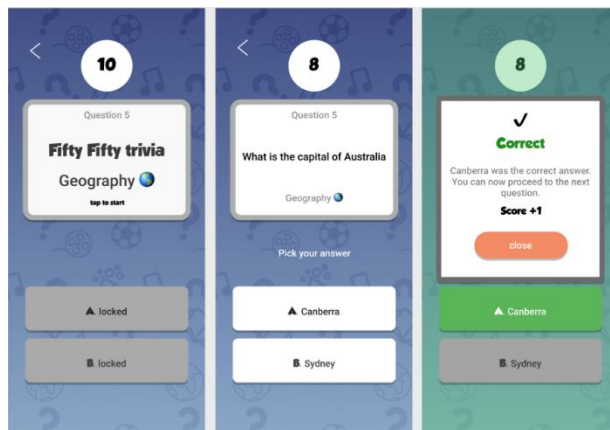 10
Question 5
Fifty Fifty trivia
Geography 🌏
tap to start
A. locked
B. locked
8
Question 5
What is the capital of Australia
Geography 🌏
Pick your answer
A. Canberra
B. Sydney
8
Correct
Canberra was the correct answer.
You can now proceed to the next
question.
Score +1
close
A. Canberra
B. Sydney